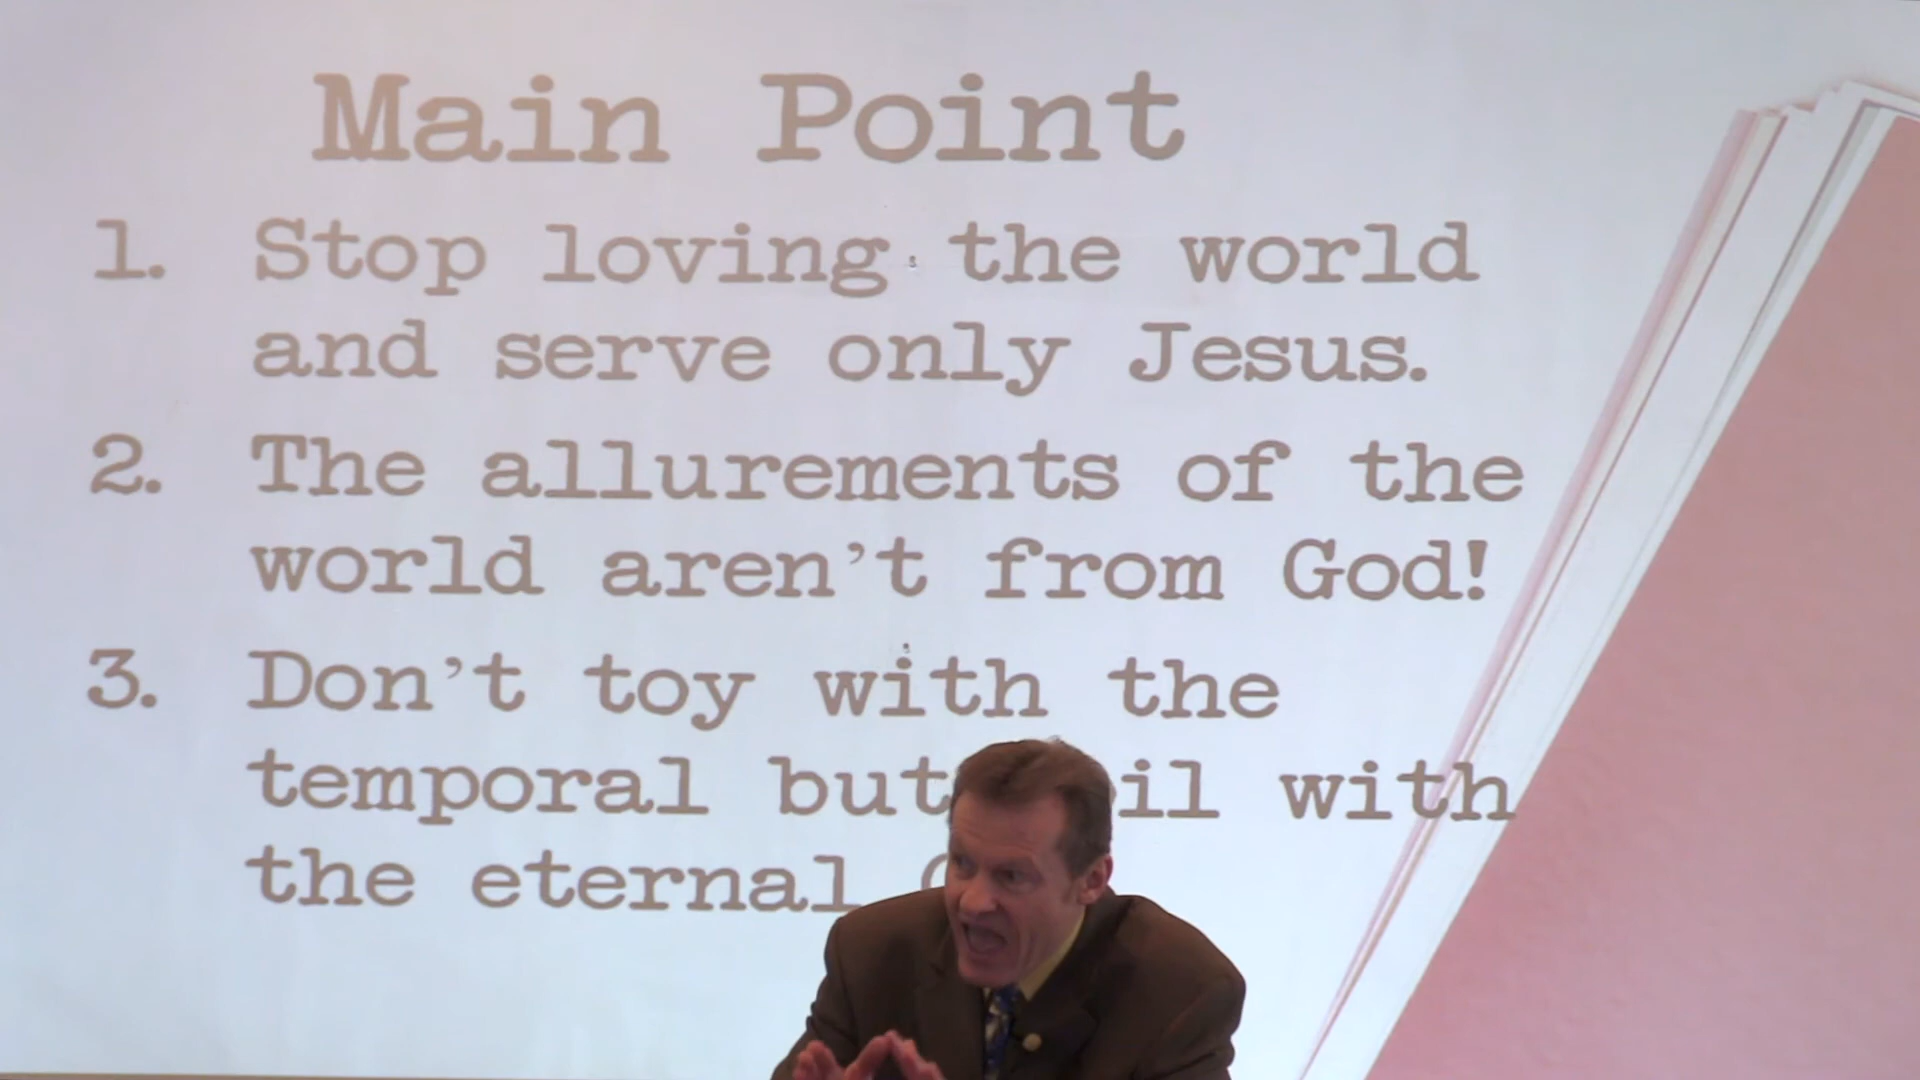 Main Point
1. Stop loving the world
and serve only Jesus.
2. The allurements of the
world aren't from God!
3. Don't toy with the
temporal but with
the eternal